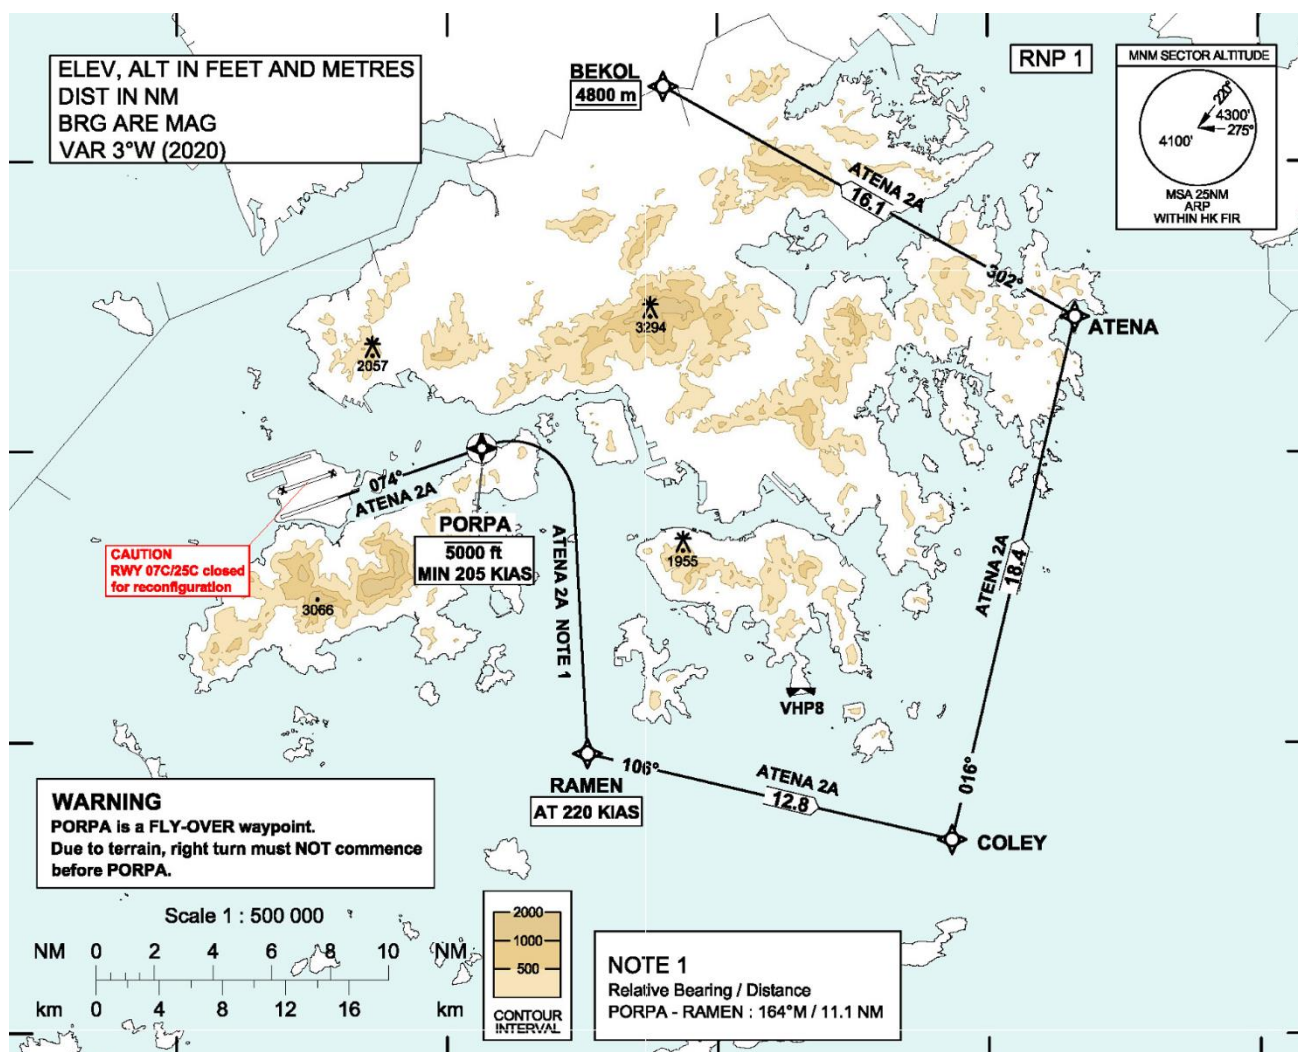 ELEV, ALT IN FEET AND METRES
DIST IN NM
BRG ARE MAG
VAR 3°W (2020)
BEKOL
4800 m
RNP 1
MNM SECTOR ALTITUDE
220°
4300'
275°
4100'
MSA 25NM
ARP
WITHIN HK FIR
ATENA 2A
16.1
302°
ATENA
3294
2057
074°
ATENA 2A
PORPA
5000 ft
MIN 205 KIAS
CAUTION
RWY 07C/25C closed
for reconfiguration
3066
ATENA 2A NOTE 1
1955
VHP8
ATENA 2A
18.4
016°
RAMEN
AT 220 KIAS
106°
ATENA 2A
12.8
COLEY
WARNING
PORPA is a FLY-OVER waypoint.
Due to terrain, right turn must NOT commence
before PORPA.
Scale 1 : 500 000
NM 0 2 4 6 8 10 NM
km 0 4 8 12 16 km
2000
1000
500
CONTOUR
INTERVAL
NOTE 1
Relative Bearing / Distance
PORPA - RAMEN : 164°M / 11.1 NM